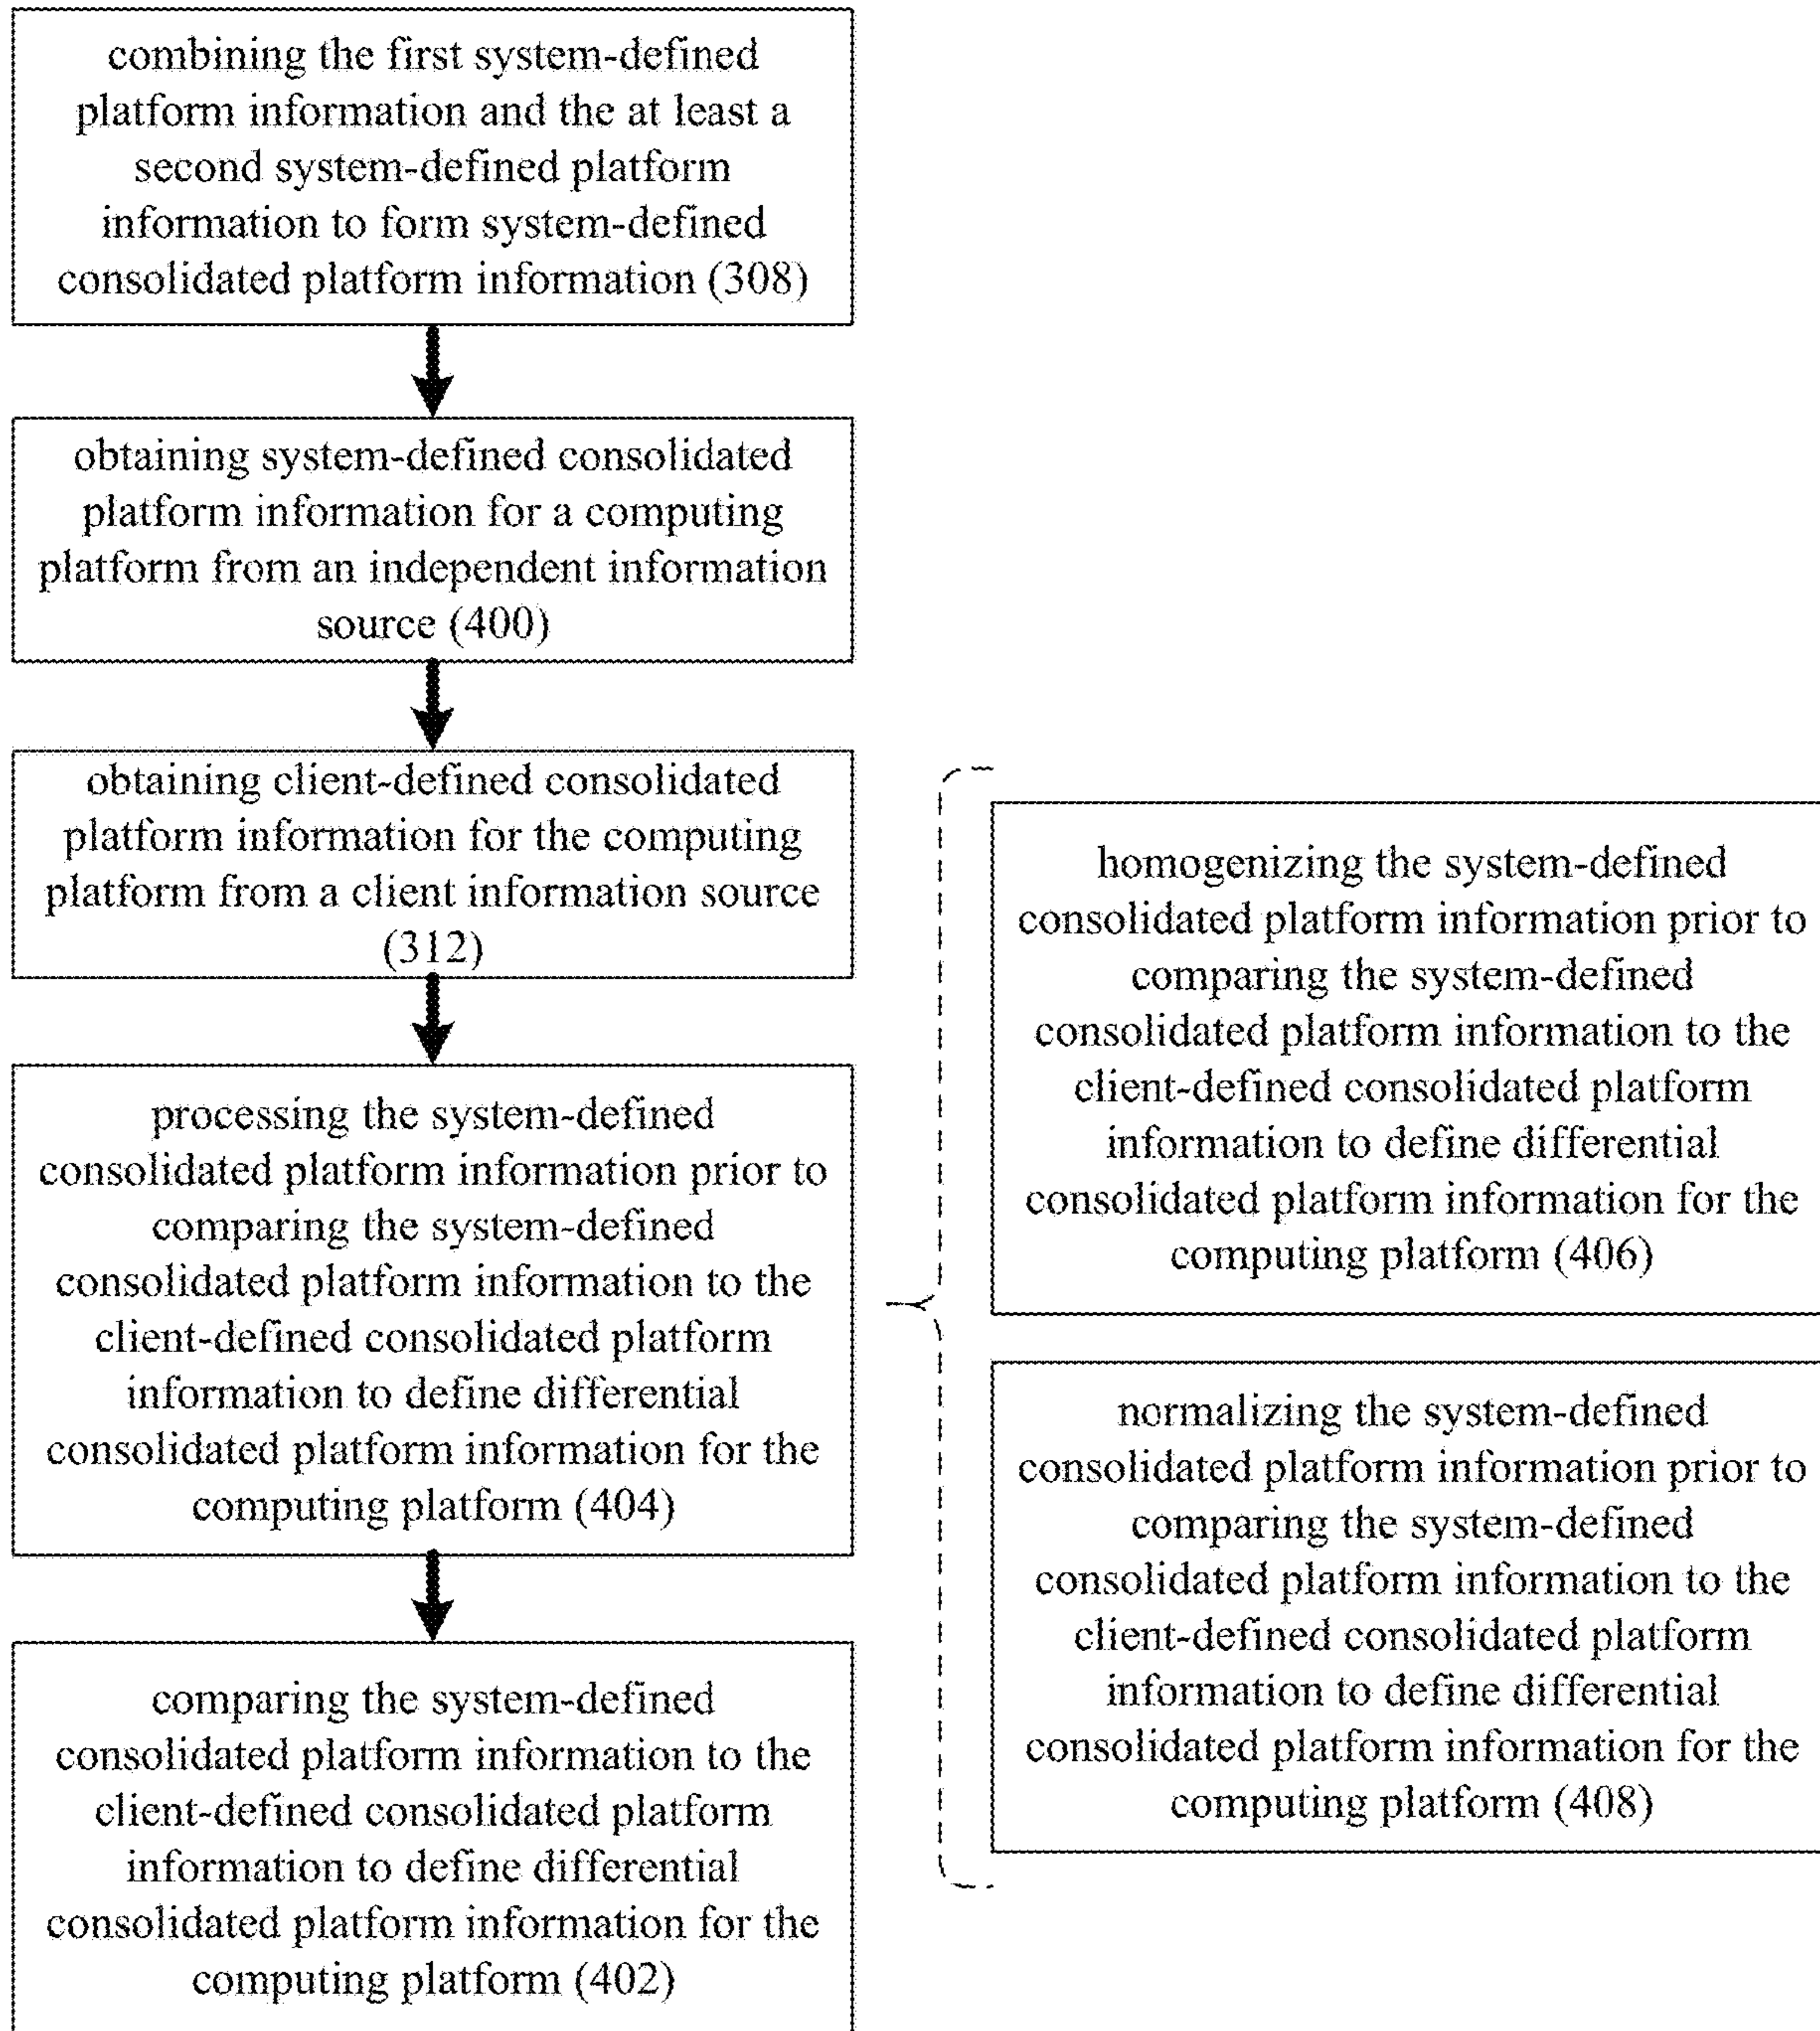 combining the first system-defined
platform information and the at least a
second system-defined platform
information to form system-defined
consolidated platform information (308)
obtaining system-defined consolidated
platform information for a computing
platform from an independent information
source (400)
obtaining client-defined consolidated
platform information for the computing
platform from a client information source
(312)
processing the system-defined
consolidated platform information prior to
comparing the system-defined
consolidated platform information to the
client-defined consolidated platform
information to define differential
consolidated platform information for the
computing platform (404)
comparing the system-defined
consolidated platform information to the
client-defined consolidated platform
information to define differential
consolidated platform information for the
computing platform (402)
homogenizing the system-defined
consolidated platform information prior to
comparing the system-defined
consolidated platform information to the
client-defined consolidated platform
information to define differential
consolidated platform information for the
computing platform (406)
normalizing the system-defined
consolidated platform information prior to
comparing the system-defined
consolidated platform information to the
client-defined consolidated platform
information to define differential
consolidated platform information for the
computing platform (408)